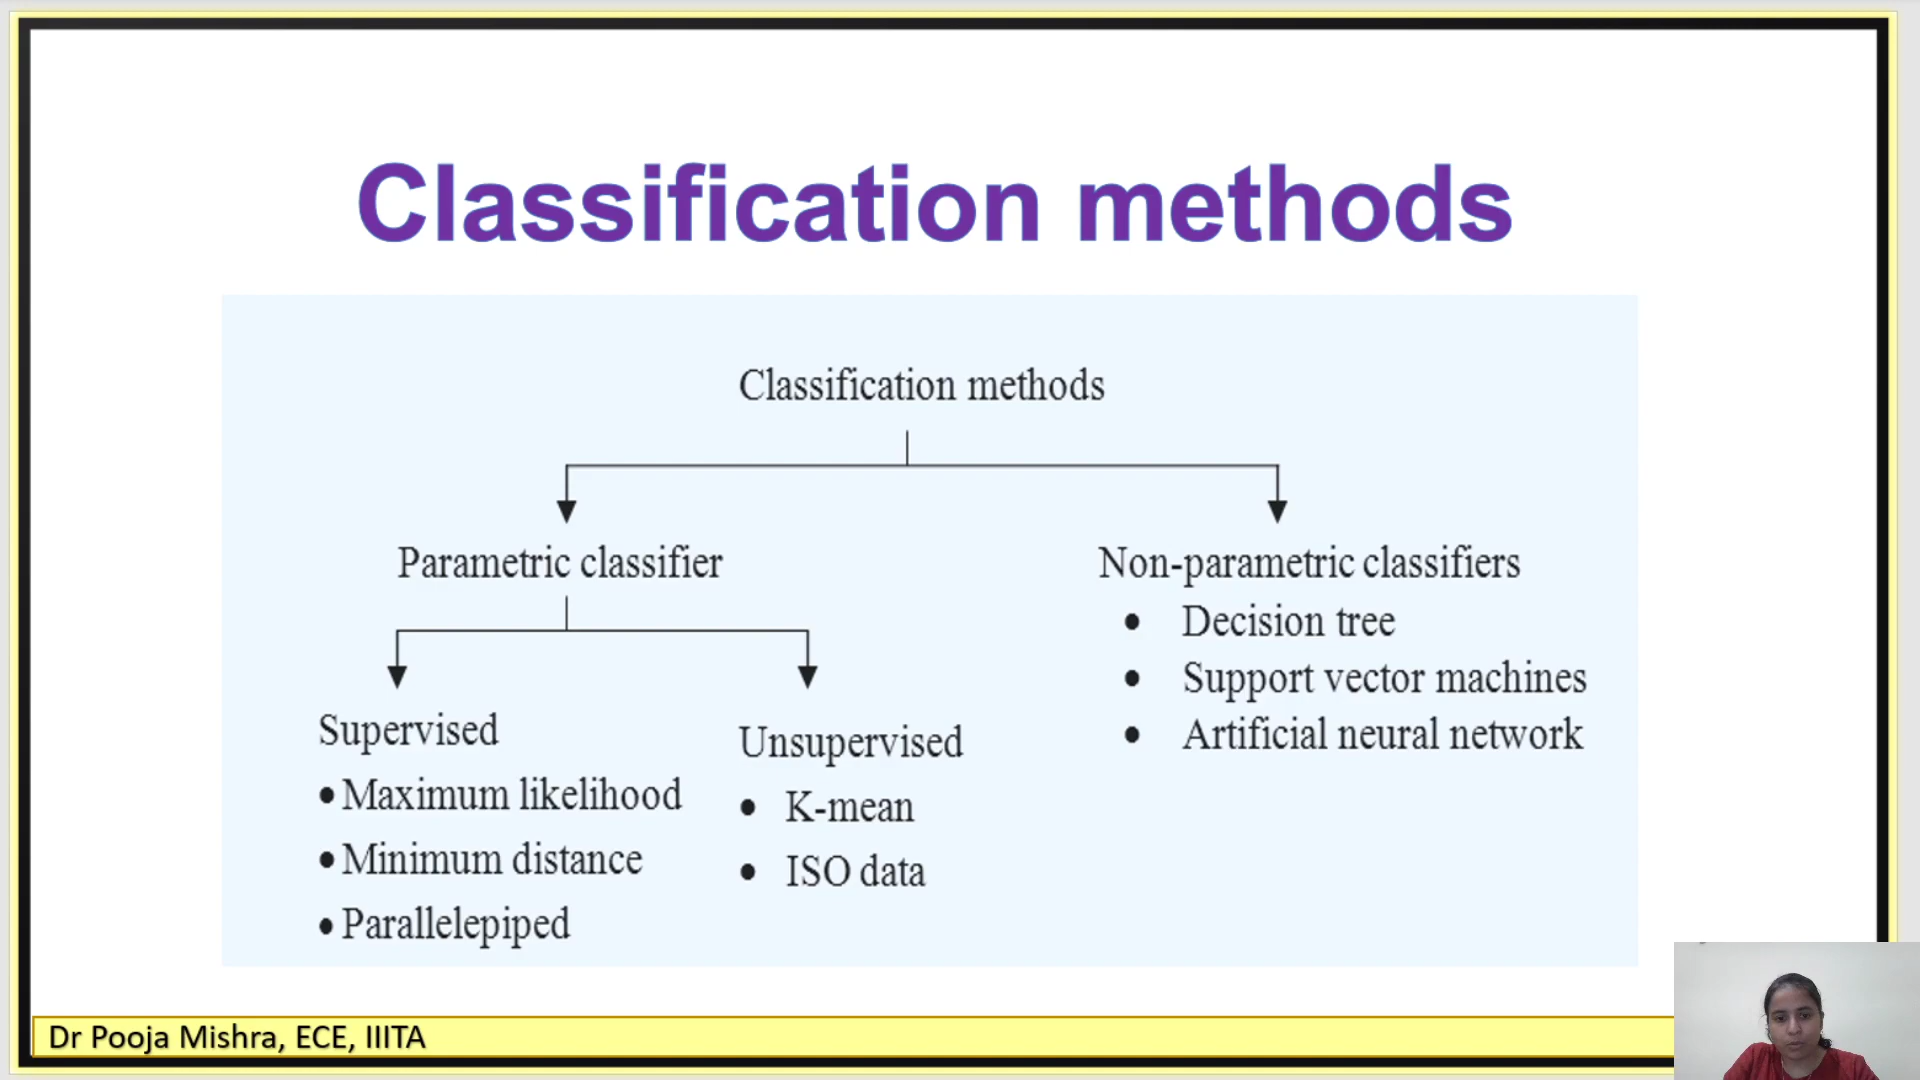 Classification methods
Classification methods
Parametric classifier
Non-parametric classifiers
• Decision tree
• Support vector machines
• Artificial neural network
Supervised
• Maximum likelihood
• Minimum distance
• Parallelepiped
Unsupervised
• K-mean
• ISO data
Dr Pooja Mishra, ECE, IIITA